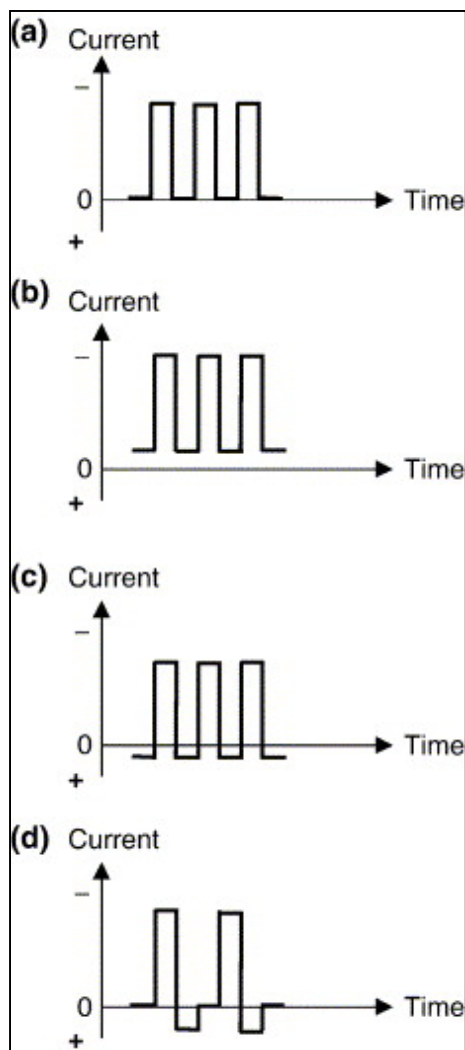 (a) Current
−
0 Time
+
(b) Current
−
0 Time
+
(c) Current
−
0 Time
+
(d) Current
−
0 Time
+